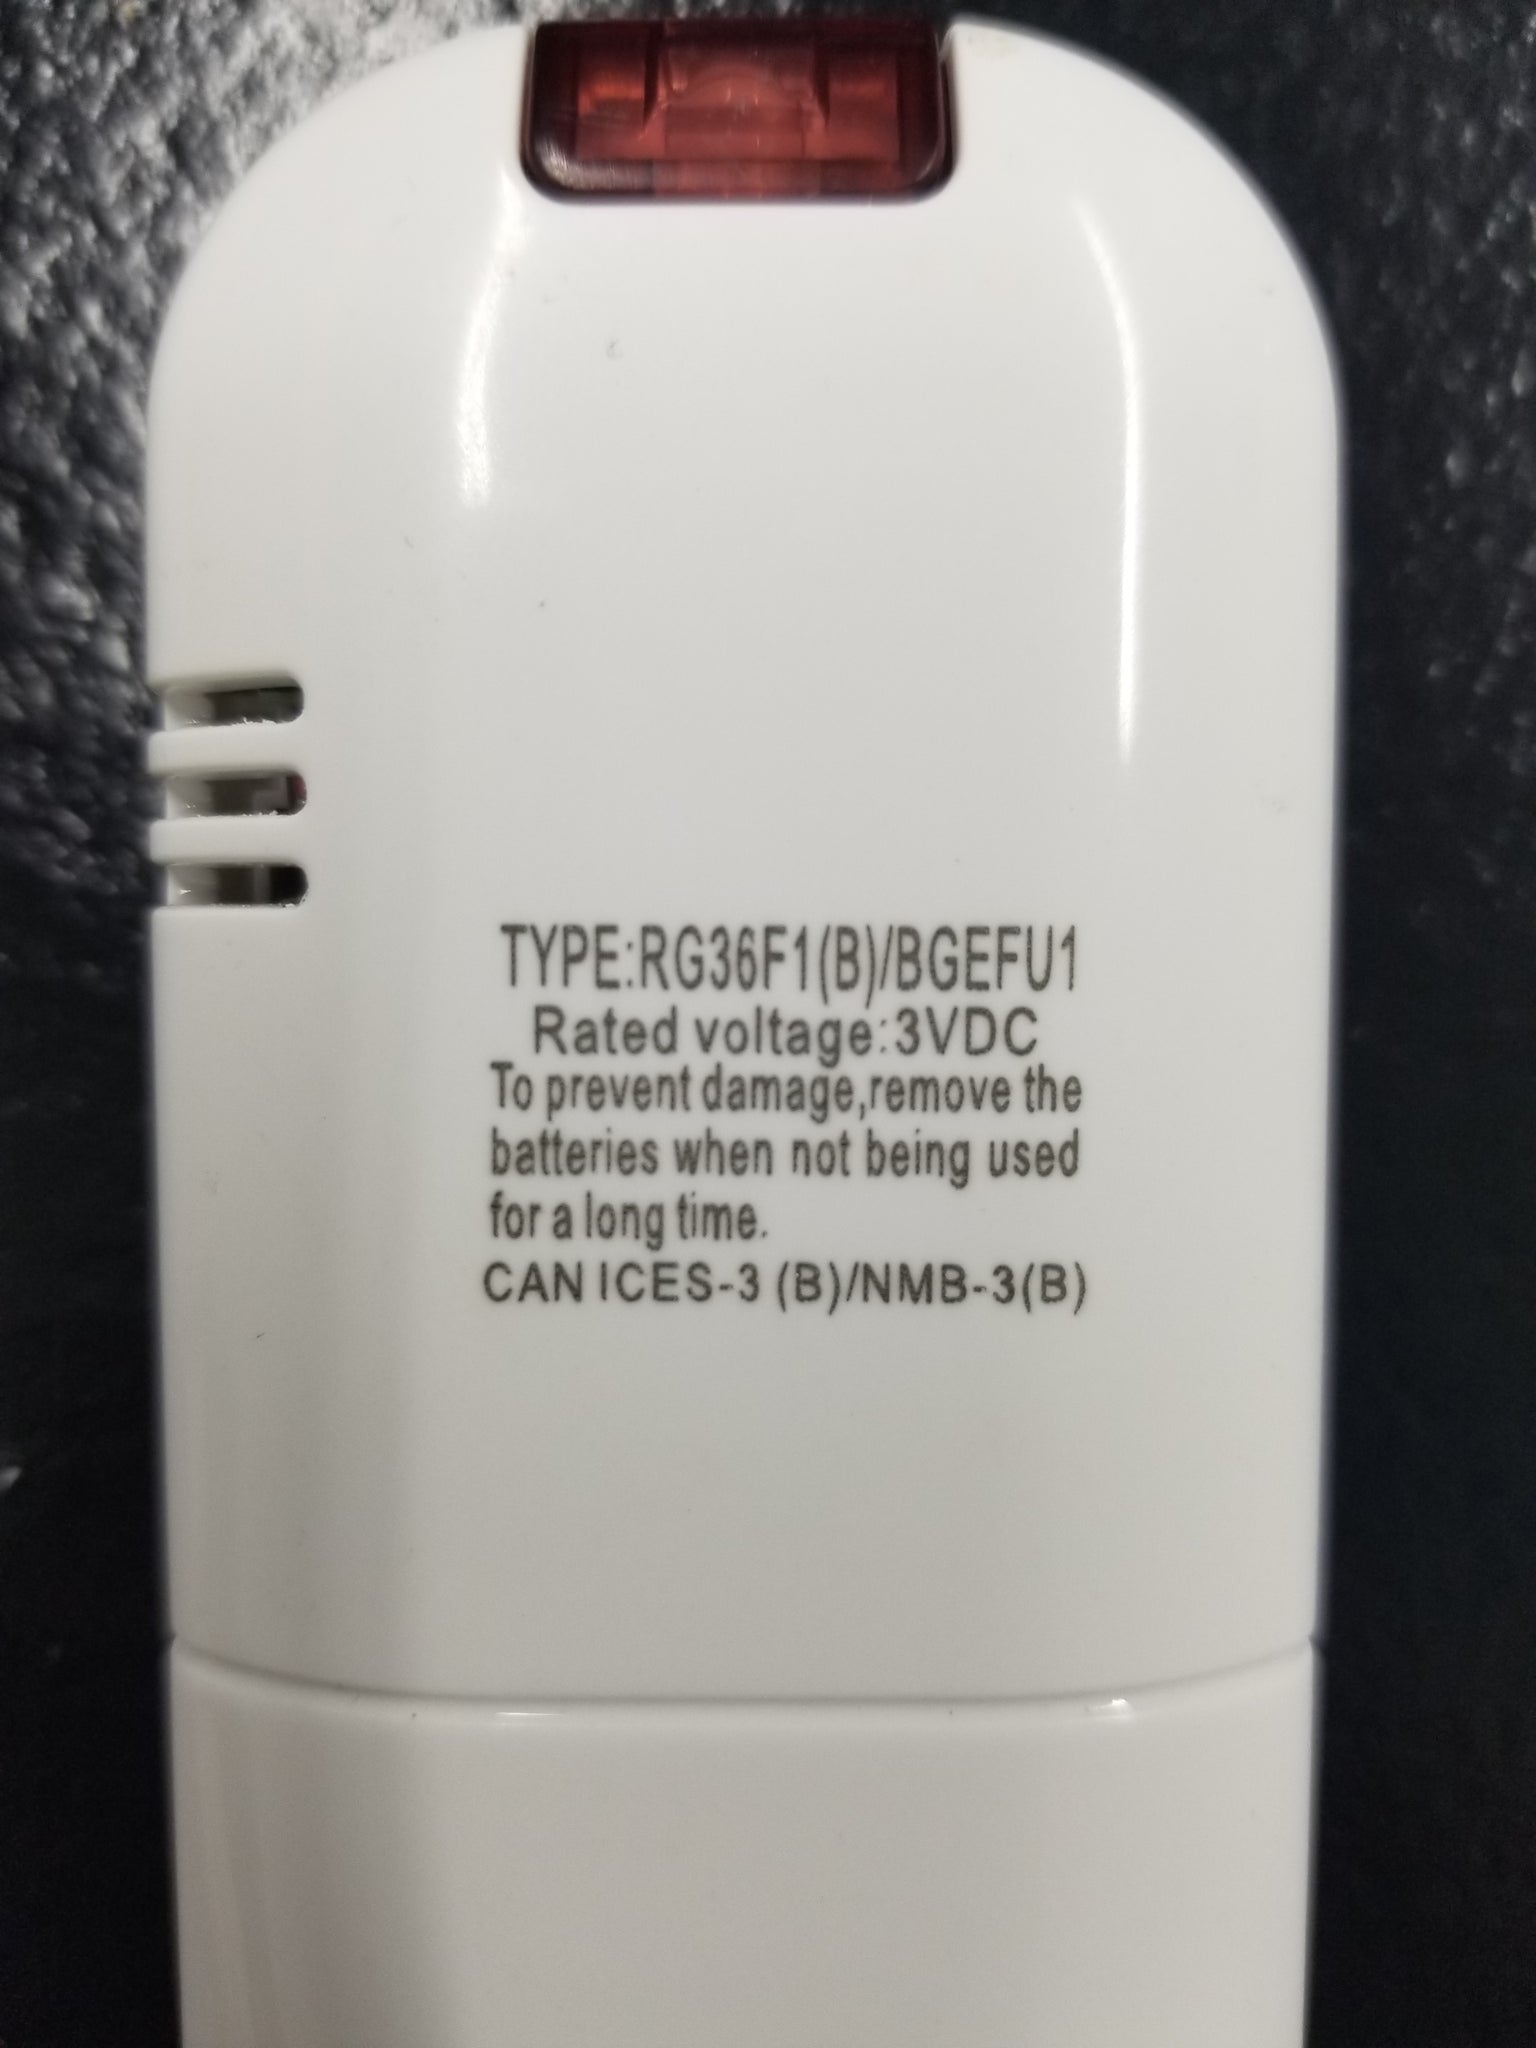 TYPE:RG36F1(B)/BGEFU1
Rated voltage:3VDC
To prevent damage,remove the
batteries when not being used
for a long time.
CAN ICES-3 (B)/NMB-3(B)